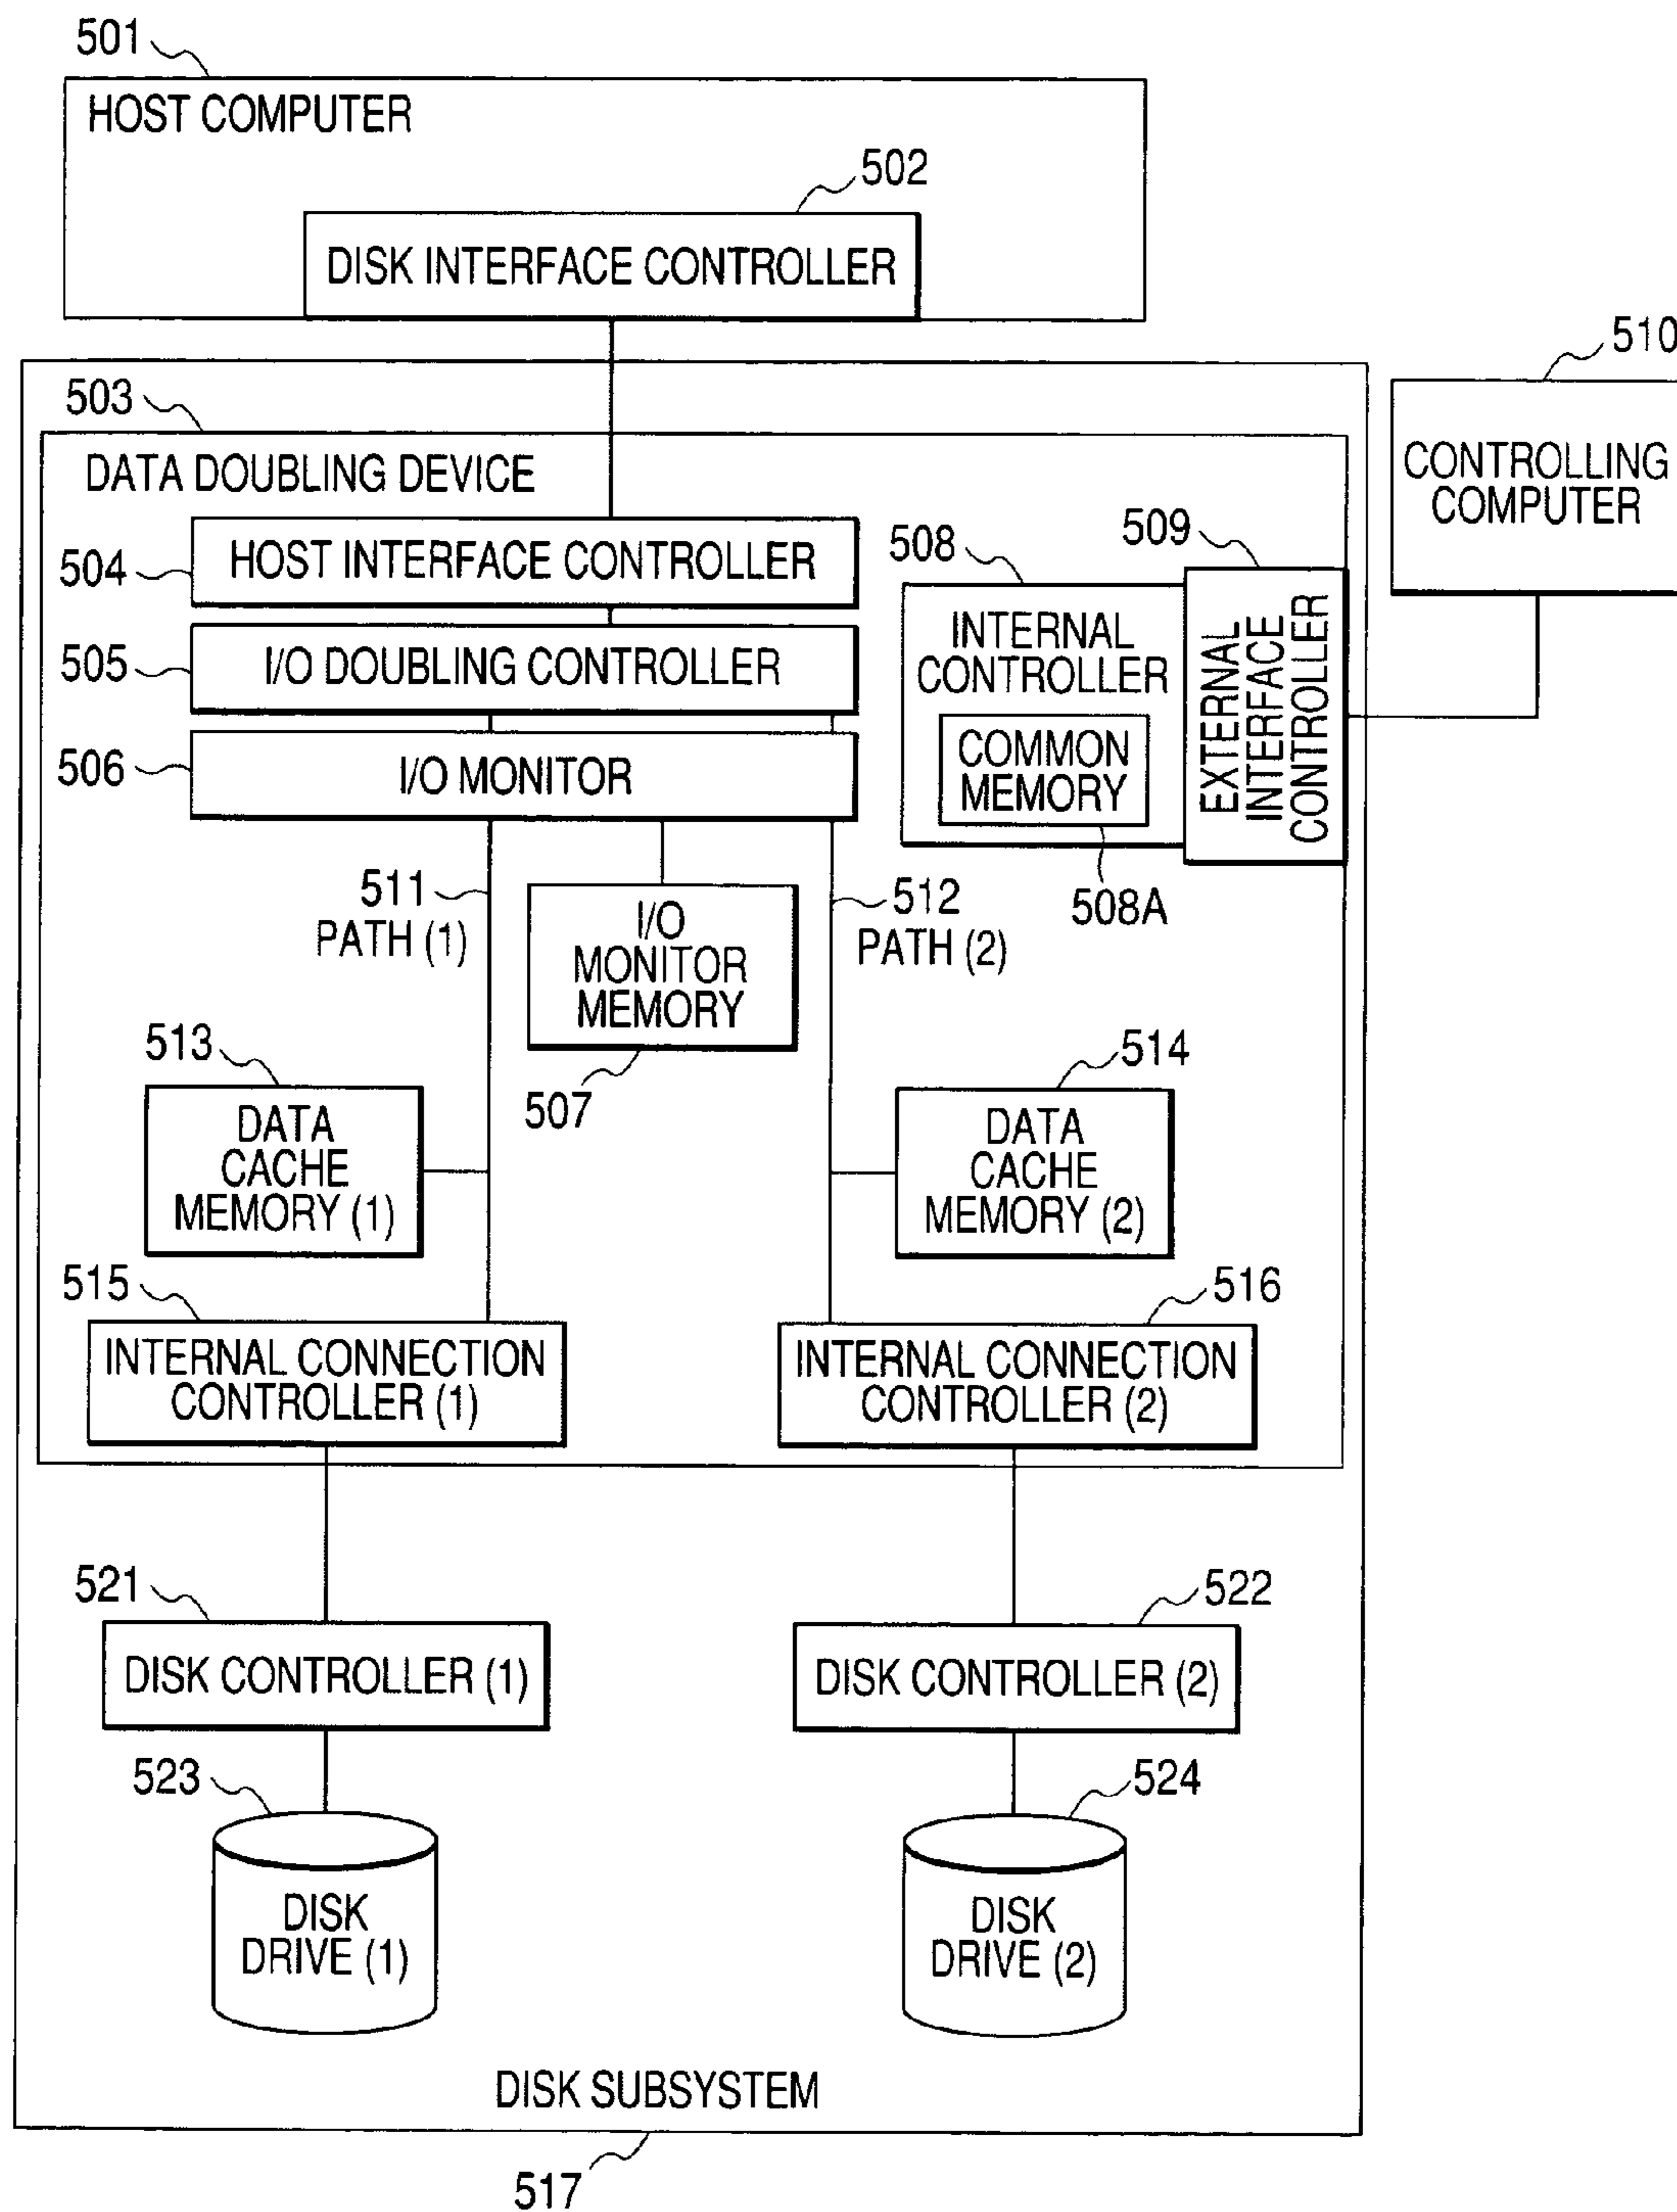 501
HOST COMPUTER
502
DISK INTERFACE CONTROLLER
510
CONTROLLING
COMPUTER
503
DATA DOUBLING DEVICE
504
HOST INTERFACE CONTROLLER
505
I/O DOUBLING CONTROLLER
506
I/O MONITOR
508
INTERNAL
CONTROLLER
COMMON
MEMORY
508A
509
EXTERNAL
INTERFACE
CONTROLLER
511
PATH (1)
I/O
MONITOR
MEMORY
507
512
PATH (2)
513
DATA
CACHE
MEMORY (1)
514
DATA
CACHE
MEMORY (2)
515
INTERNAL CONNECTION
CONTROLLER (1)
516
INTERNAL CONNECTION
CONTROLLER (2)
521
DISK CONTROLLER (1)
522
DISK CONTROLLER (2)
523
DISK
DRIVE (1)
524
DISK
DRIVE (2)
DISK SUBSYSTEM
517